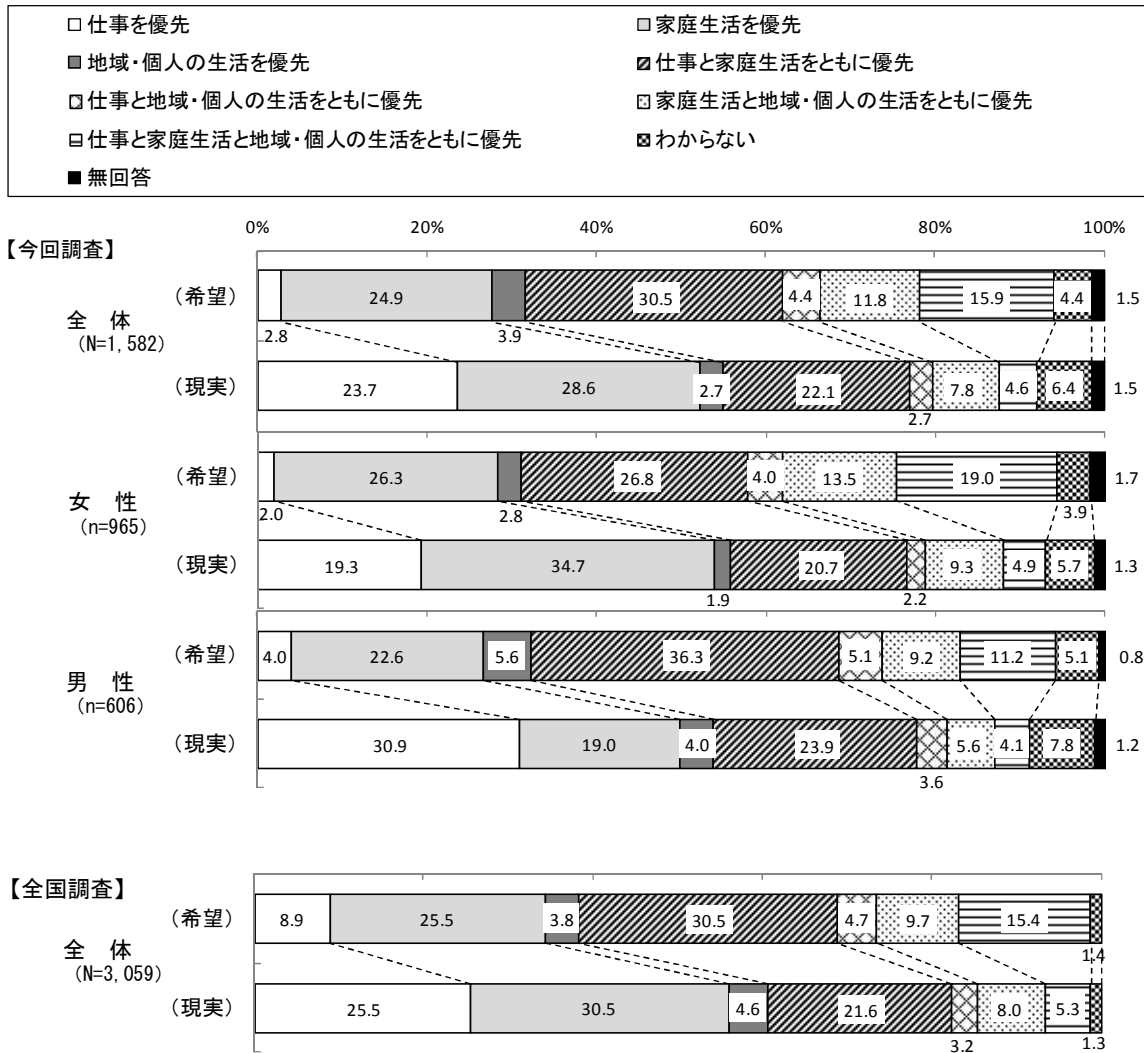 □ 仕事を優先 □ 家庭生活を優先
■ 地域・個人の生活を優先 仕事と家庭生活をともに優先
仕事と地域・個人の生活をともに優先 家庭生活と地域・個人の生活をともに優先
仕事と家庭生活と地域・個人の生活をともに優先 わからない
■ 無回答
0% 20% 40% 60% 80% 100%
【今回調査】
(希望) 24.9 30.5 4.4 11.8 15.9 4.4 1.5
全 体
(N=1,582)
2.8 3.9
(現実) 23.7 28.6 2.7 22.1 7.8 4.6 6.4 1.5
2.7
(希望) 26.3 26.8 4.0 13.5 19.0 1.7
女 性
(n=965)
2.0 2.8 3.9
(現実) 19.3 34.7 20.7 9.3 4.9 5.7 1.3
1.9 2.2
(希望) 4.0 22.6 5.6 36.3 5.1 9.2 11.2 5.1 0.8
男 性
(n=606)
(現実) 30.9 19.0 4.0 23.9 5.6 4.1 7.8 1.2
3.6
【全国調査】
(希望) 8.9 25.5 3.8 30.5 4.7 9.7 15.4
1.4
全 体
(N=3,059)
(現実) 25.5 30.5 4.6 21.6 8.0 5.3
3.2 1.3